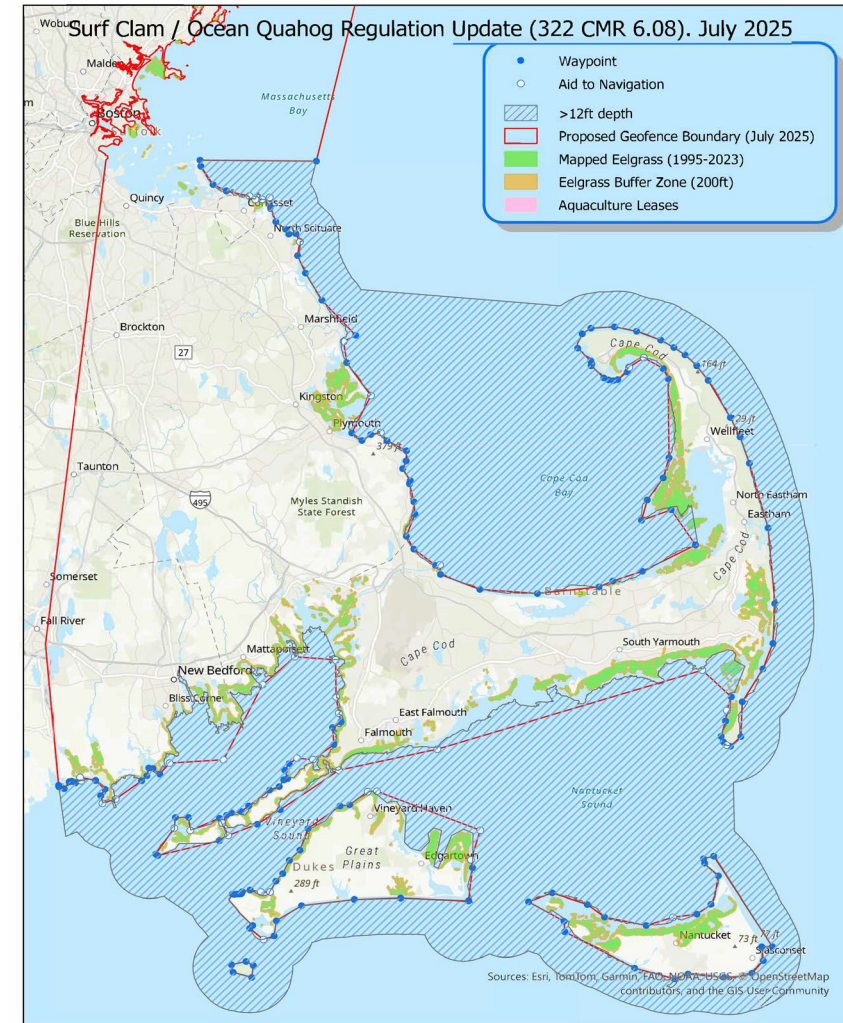 Surf Clam / Ocean Quahog Regulation Update (322 CMR 6.08). July 2025
Waypoint
Aid to Navigation
>12ft depth
Proposed Geofence Boundary (July 2025)
Mapped Eelgrass (1995-2023)
Eelgrass Buffer Zone (200ft)
Aquaculture Leases
Wobu
Malden
Massachusetts
Bay
Boston
Suffolk
Quincy
Cohasset
Blue Hills
Reservation
North Scituate
Marshfield
Brockton
27
Cape Cod
164 ft
Kingston
Plymouth
379 ft
29 ft
Wellfleet
Taunton
495
Myles Standish
State Forest
Cape Cod
Bay
North Eastham
Eastham
Cape Cod
Somerset
Barnstable
Fall River
Mattapoisett
Cape Cod
South Yarmouth
New Bedford
Bliss Corner
East Falmouth
Falmouth
Nantucket
Sound
Vineyard Haven
Vineyard
Sound
Great
Plains
Edgartown
Dukes
289 ft
Nantucket
73 ft
77 ft
Siasconset
Sources: Esri, TomTom, Garmin, FAO, NOAA, USGS, © OpenStreetMap
contributors, and the GIS User Community